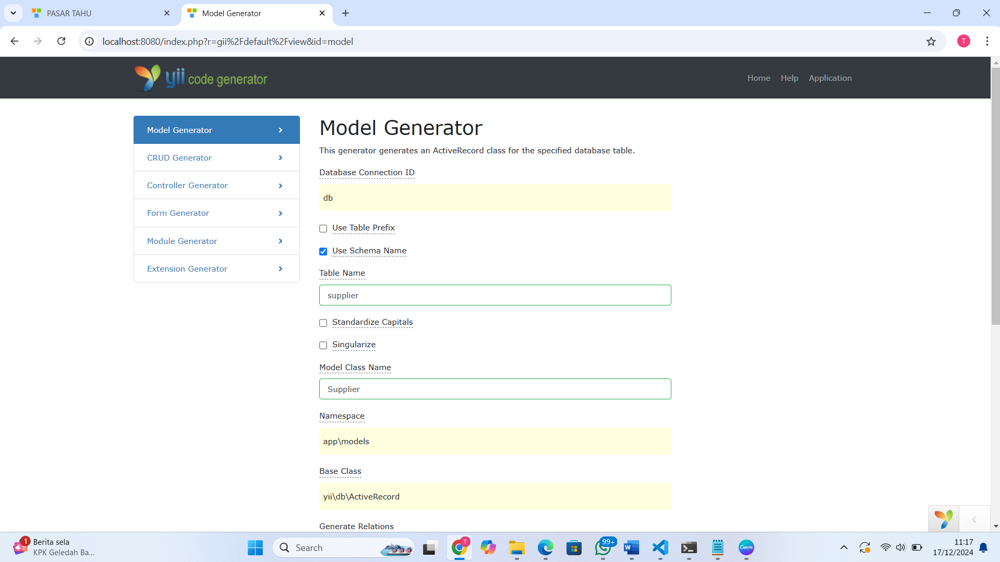 PASAR TAHU
Model Generator
localhost:8080/index.php?r=gii%2Fdefault%2Fview&id=model
T
yii code generator
Home
Help
Application
Model Generator
CRUD Generator
Controller Generator
Form Generator
Module Generator
Extension Generator
Model Generator
This generator generates an ActiveRecord class for the specified database table.
Database Connection ID
db
Use Table Prefix
Use Schema Name
Table Name
supplier
Standardize Capitals
Singularize
Model Class Name
Supplier
Namespace
app\models
Base Class
yii\db\ActiveRecord
Generate Relations
1
Berita sela
KPK Geledah Ba...
Search
T
99+
W
Canva
11:17
17/12/2024